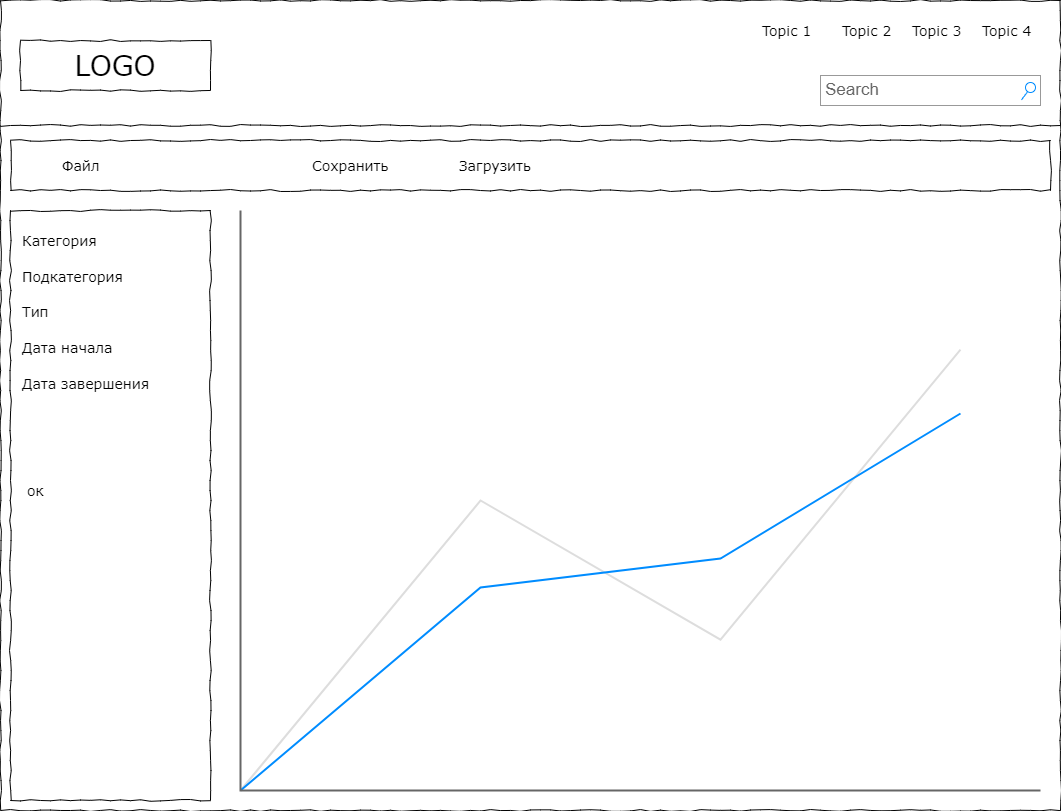 Topic 1 Topic 2 Topic 3 Topic 4
LOGO
Search
Файл Сохранить Загрузить
Категория
Подкатегория
Тип
Дата начала
Дата завершения
ок